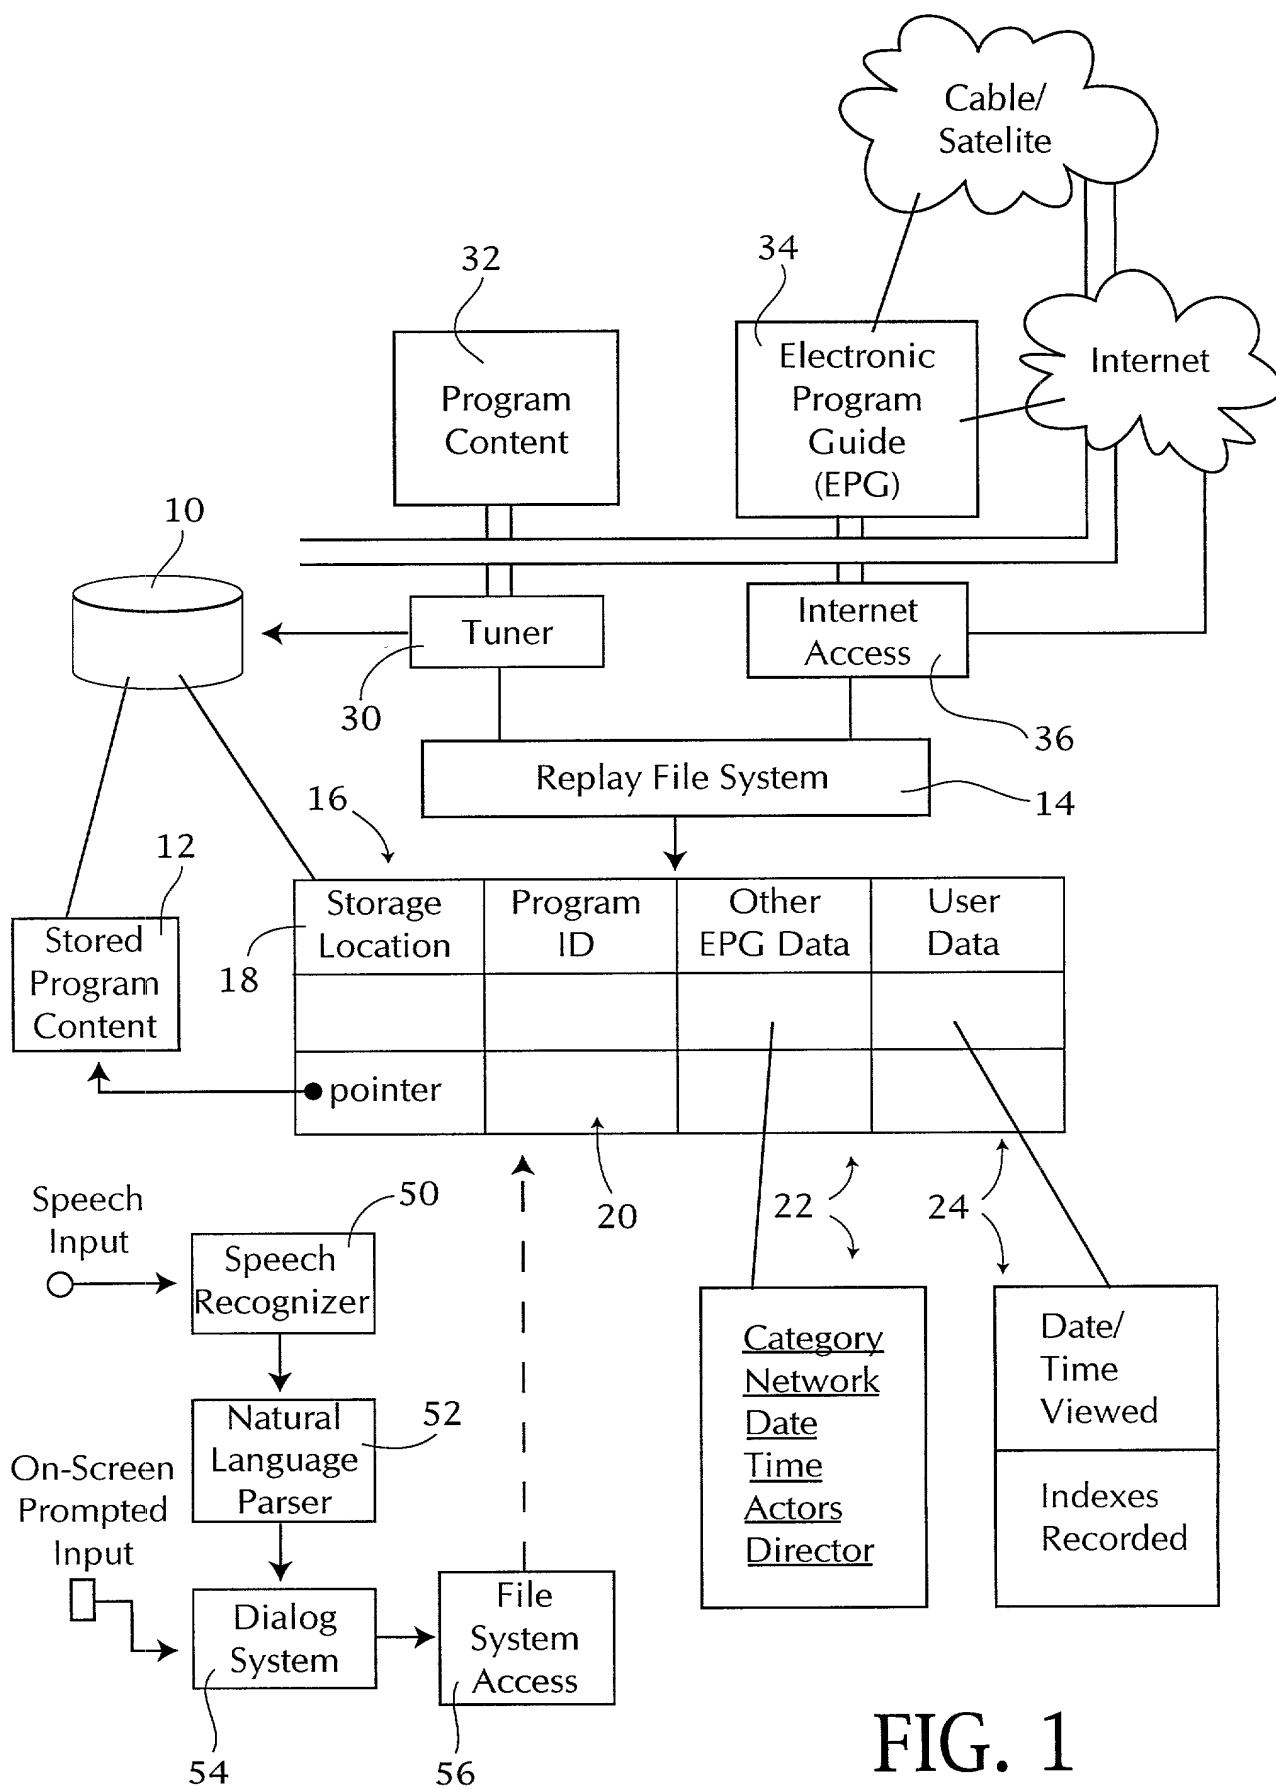 Cable/
Satelite
32
34
Program
Content
Electronic
Program
Guide
(EPG)
Internet
10
Tuner
Internet
Access
30
36
Replay File System
14
16
12
Stored
Program
Content
18
Storage
Location
Program
ID
Other
EPG Data
User
Data
pointer
20
22
24
Speech
Input
50
Speech
Recognizer
Natural
Language
Parser
52
On-Screen
Prompted
Input
Dialog
System
54
File
System
Access
56
Category
Network
Date
Time
Actors
Director
Date/
Time
Viewed
Indexes
Recorded
FIG. 1